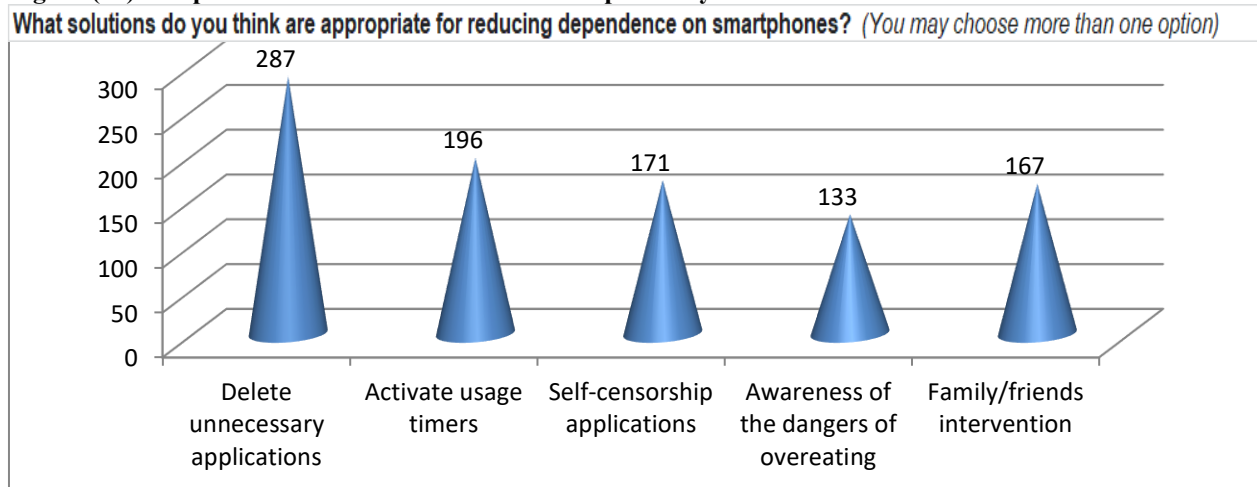 What solutions do you think are appropriate for reducing dependence on smartphones? (You may choose more than one option)
287
300
250
196
200
171
167
133
150
100
50
0
Delete unnecessary applications
Activate usage timers
Self-censorship applications
Awareness of the dangers of overeating
Family/friends intervention